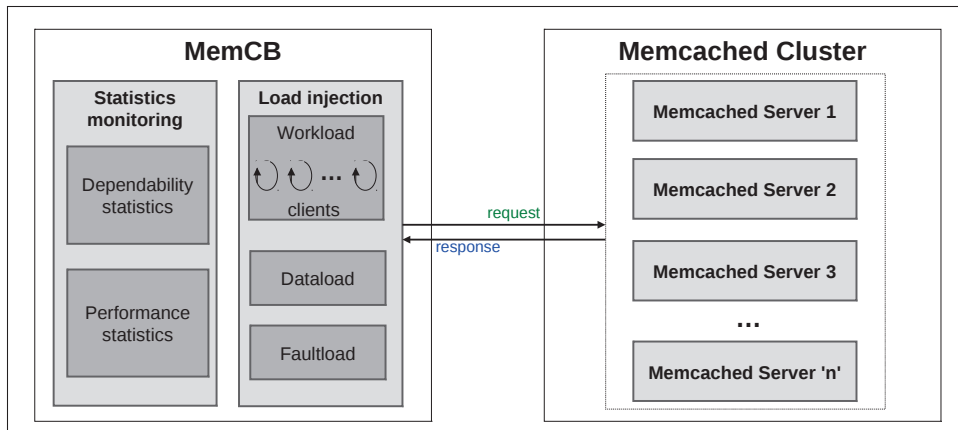 MemCB
Statistics
monitoring
Dependability
statistics
Performance
statistics
Load injection
Workload
...
clients
Dataload
Faultload
request
response
Memcached Cluster
Memcached Server 1
Memcached Server 2
Memcached Server 3
...
Memcached Server 'n'